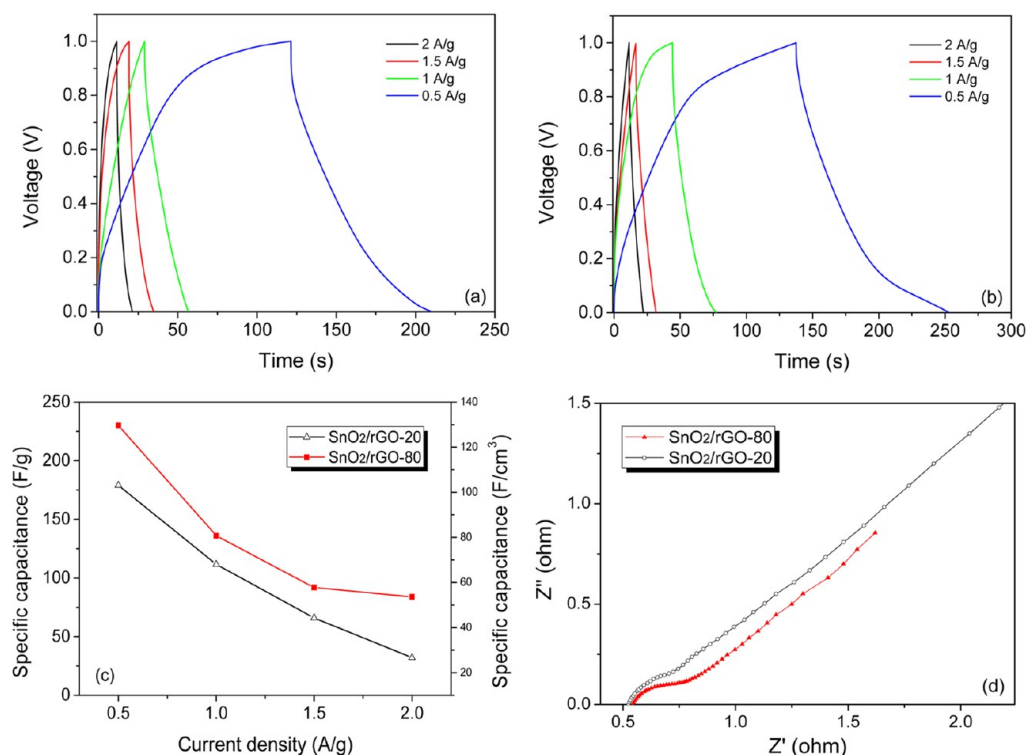 1.0
0.8
0.6
0.4
0.2
0.0
Voltage (V)
2 A/g
1.5 A/g
1 A/g
0.5 A/g
(a)
0 50 100 150 200 250
Time (s)
1.0
0.8
0.6
0.4
0.2
0.0
Voltage (V)
2 A/g
1.5 A/g
1 A/g
0.5 A/g
(b)
0 50 100 150 200 250 300
Time (s)
250
225
200
175
150
125
100
75
50
25
0
Specific capacitance (F/g)
SnO2/rGO-20
SnO2/rGO-80
140
120
100
80
60
40
20
Specific capacitance (F/cm³)
(c)
0.5 1.0 1.5 2.0
Current density (A/g)
1.5
1.0
0.5
0.0
Z'' (ohm)
SnO2/rGO-80
SnO2/rGO-20
(d)
0.5 1.0 1.5 2.0
Z' (ohm)